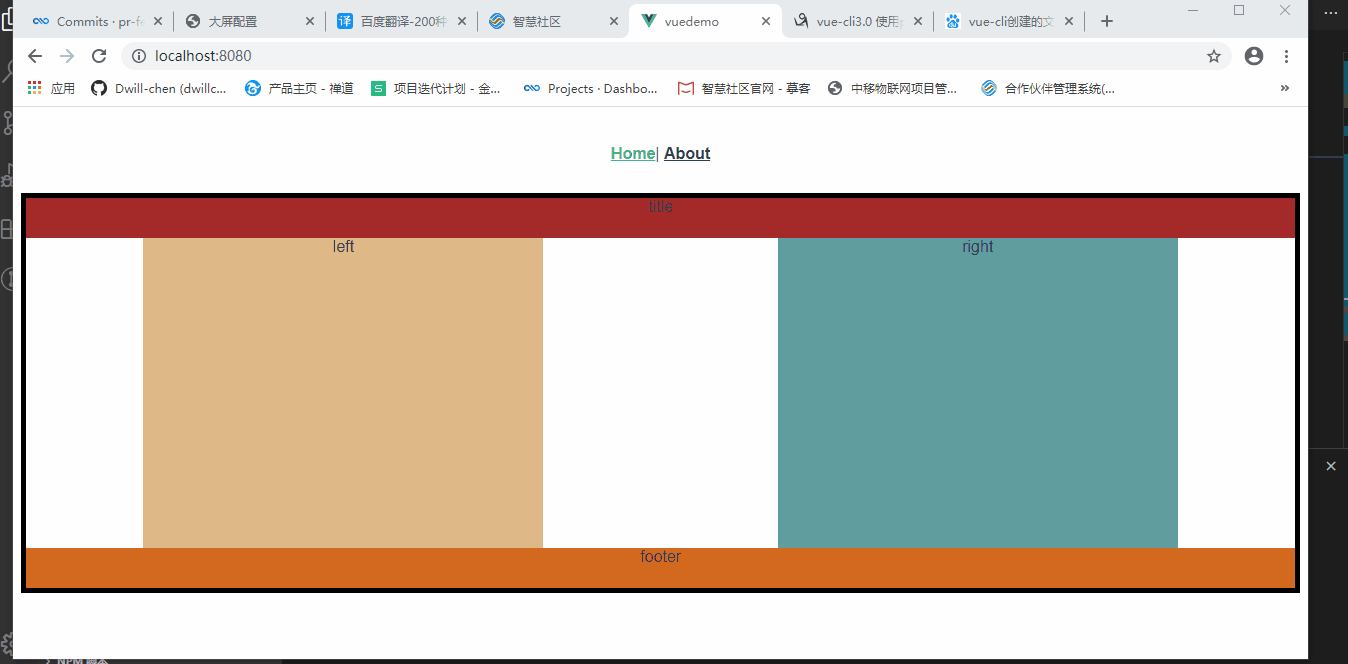 Commits · pr-fe
大屏配置
百度翻译-200种
智慧社区
vuedemo
vue-cli3.0 使用
vue-cli创建的文
localhost:8080
应用
Dwill-chen (dwillc...
产品主页 - 禅道
项目迭代计划 - 金...
Projects · Dashbo...
智慧社区官网 - 摹客
中移物联网项目管...
合作伙伴管理系统(...
Home| About
title
left
right
footer
NPM 脚本